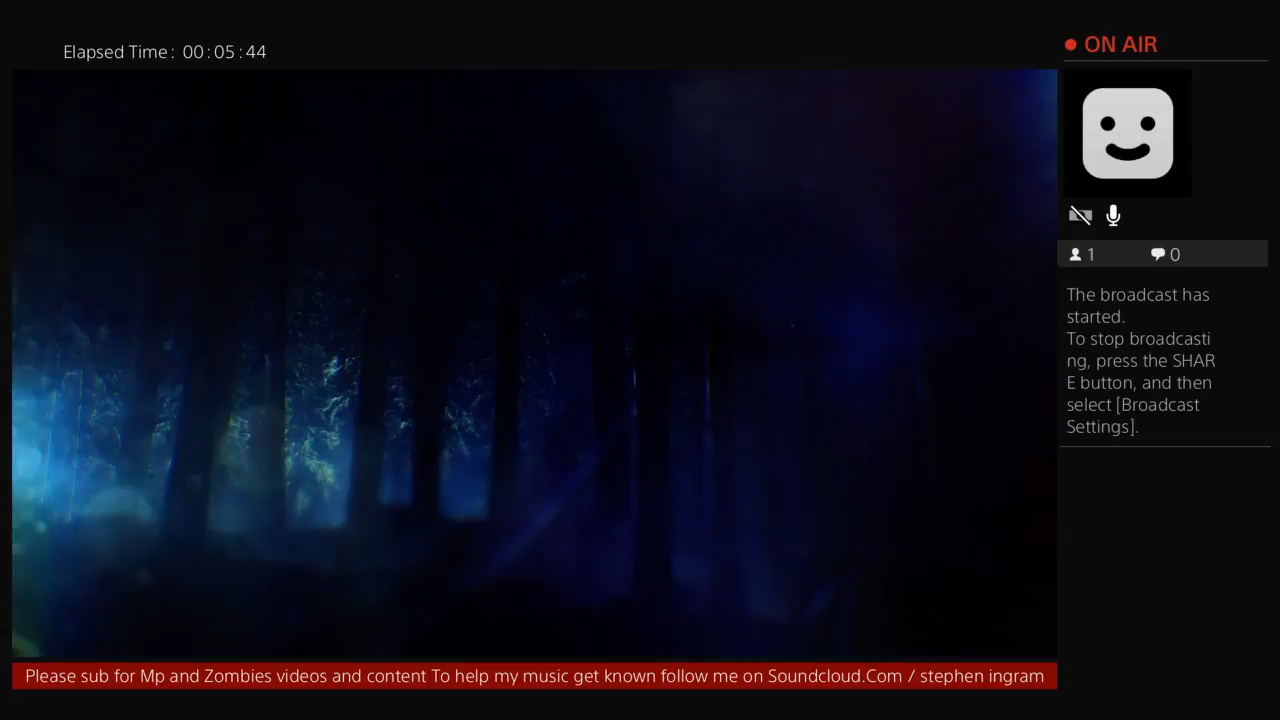 Elapsed Time: 00:05:44
ON AIR
1
0
The broadcast has
started.
To stop broadcasti
ng, press the SHAR
E button, and then
select [Broadcast
Settings].
Please sub for Mp and Zombies videos and content To help my music get known follow me on Soundcloud.Com / stephen ingram